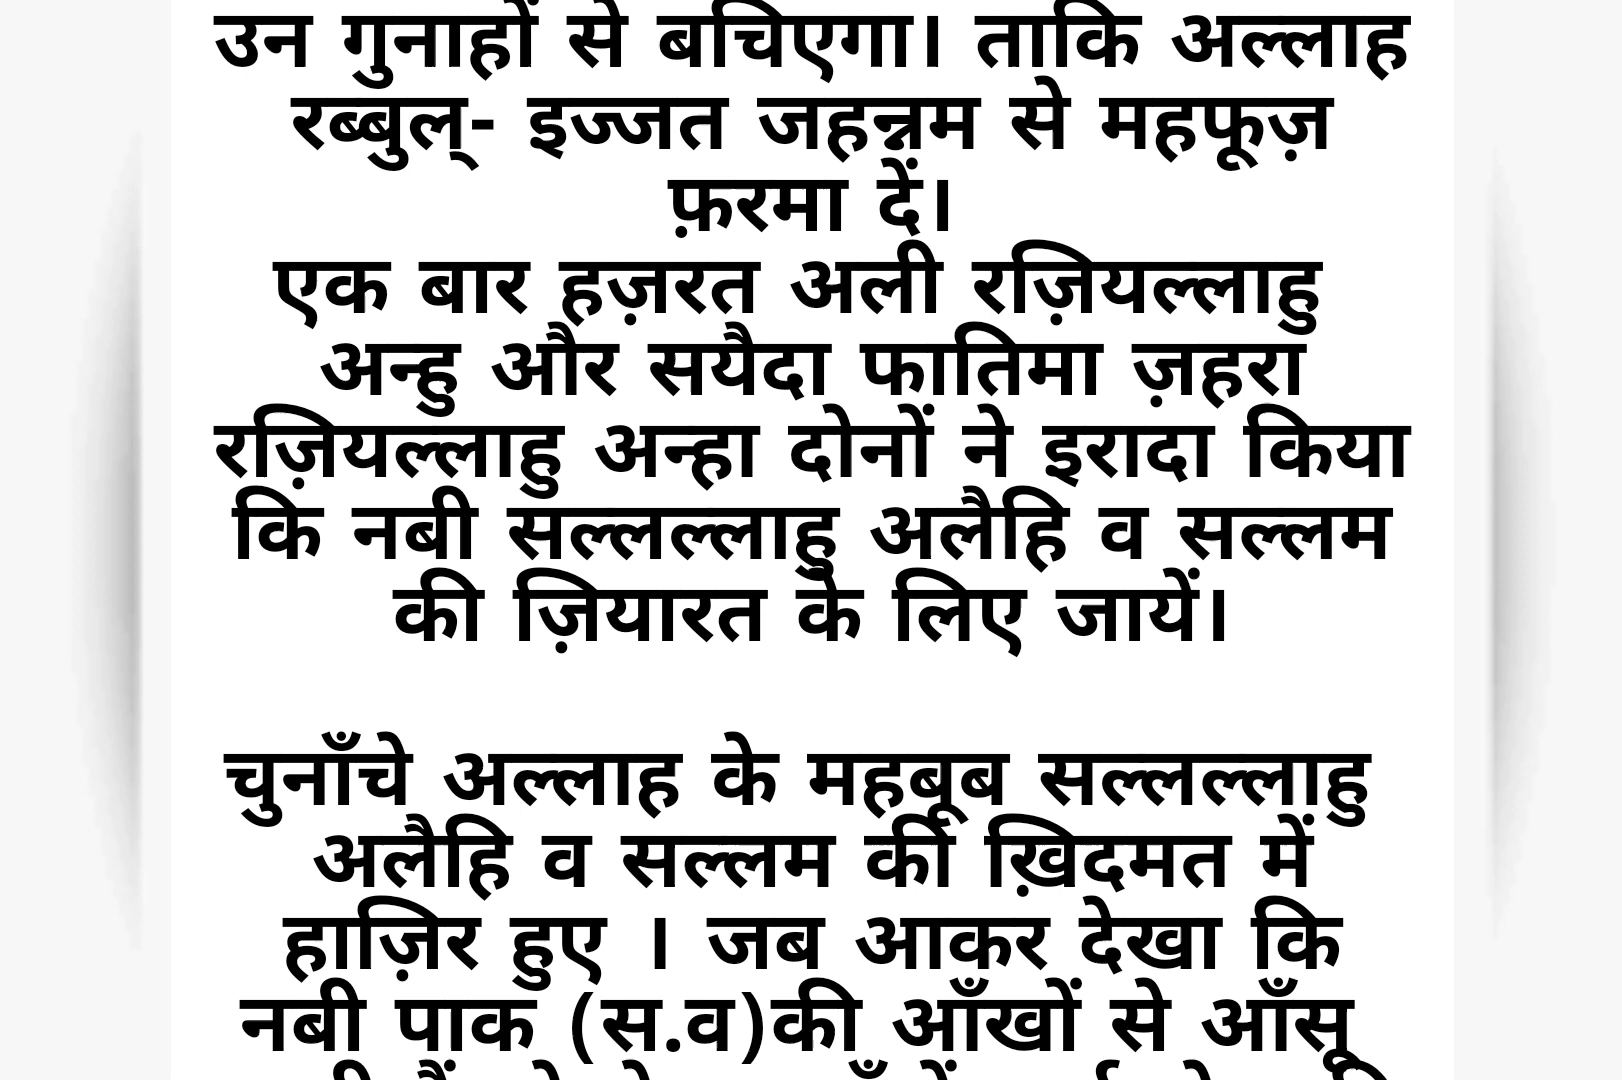 उन गुनाहों से बचिएगा। ताकि अल्लाह
रब्बुल्- इज्जत जहन्नम से महफूज़
फ़रमा दें।
एक बार हज़रत अली रज़ियल्लाहु
अन्हु और सयैदा फातिमा ज़हरा
रज़ियल्लाहु अन्हा दोनों ने इरादा किया
कि नबी सल्लल्लाहु अलैहि व सल्लम
की ज़ियारत के लिए जायें।
चुनाँचे अल्लाह के महबूब सल्लल्लाहु
अलैहि व सल्लम की ख़िदमत में
हाज़िर हुए । जब आकर देखा कि
नबी पाक (स.व)की आँखों से आँसू